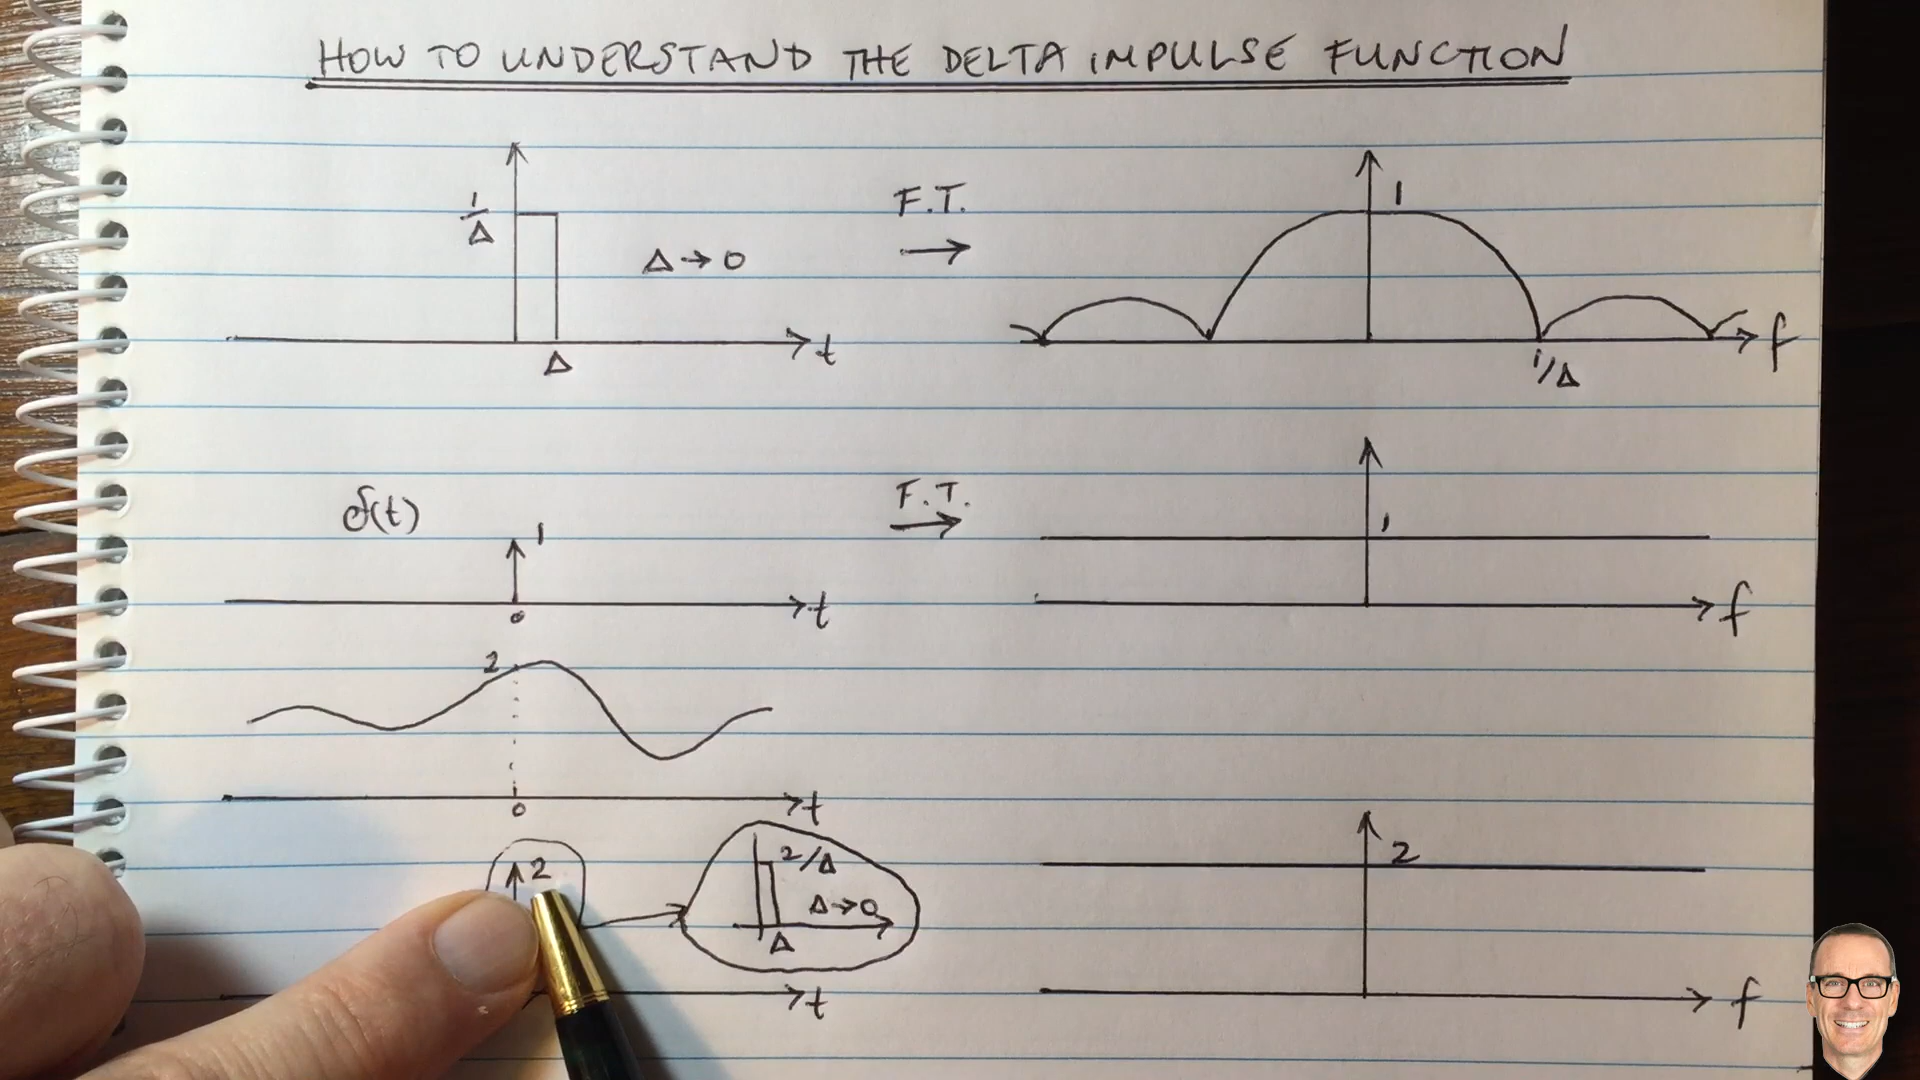 HOW TO UNDERSTAND THE DELTA IMPULSE FUNCTION
1/Δ
Δ→0
Δ
t
F.T.
→
1
1/Δ
f
δ(t)
1
0
t
F.T.
→
1
f
2
0
t
2
2/Δ
Δ→0
Δ
t
2
f